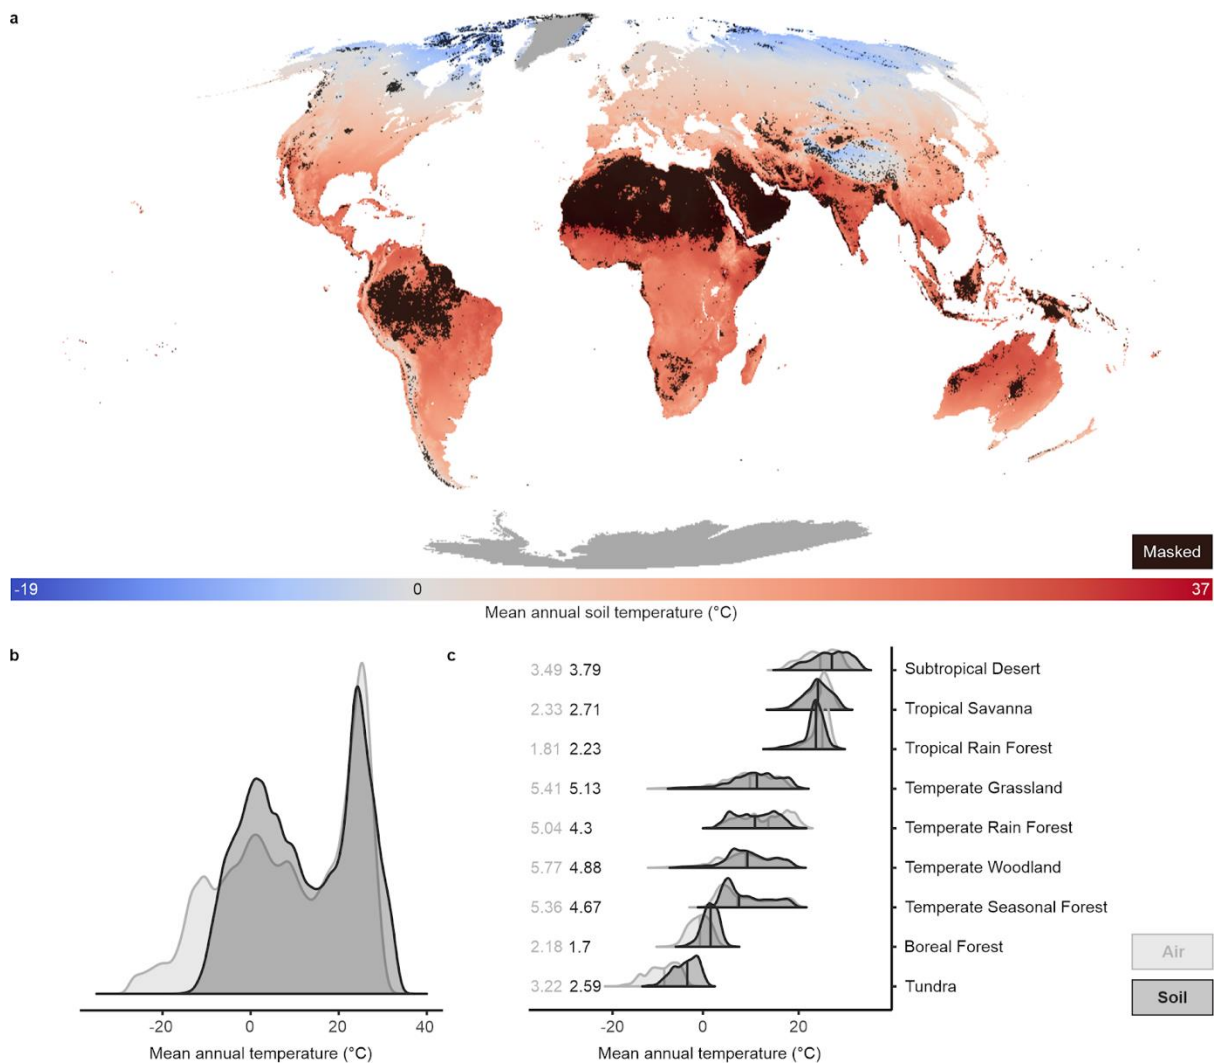 a
Masked
-19 0 37
Mean annual soil temperature (°C)
b
c
3.49 3.79 Subtropical Desert
2.33 2.71 Tropical Savanna
1.81 2.23 Tropical Rain Forest
5.41 5.13 Temperate Grassland
5.04 4.3 Temperate Rain Forest
5.77 4.88 Temperate Woodland
5.36 4.67 Temperate Seasonal Forest
2.18 1.7 Boreal Forest
3.22 2.59 Tundra
Air
Soil
-20 0 20 40
Mean annual temperature (°C)
-20 0 20
Mean annual temperature (°C)